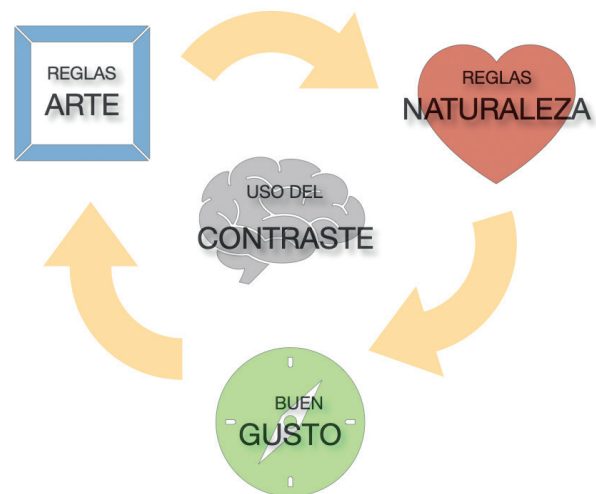 REGLAS
ARTE
REGLAS
NATURALEZA
USO DEL
CONTRASTE
BUEN
GUSTO